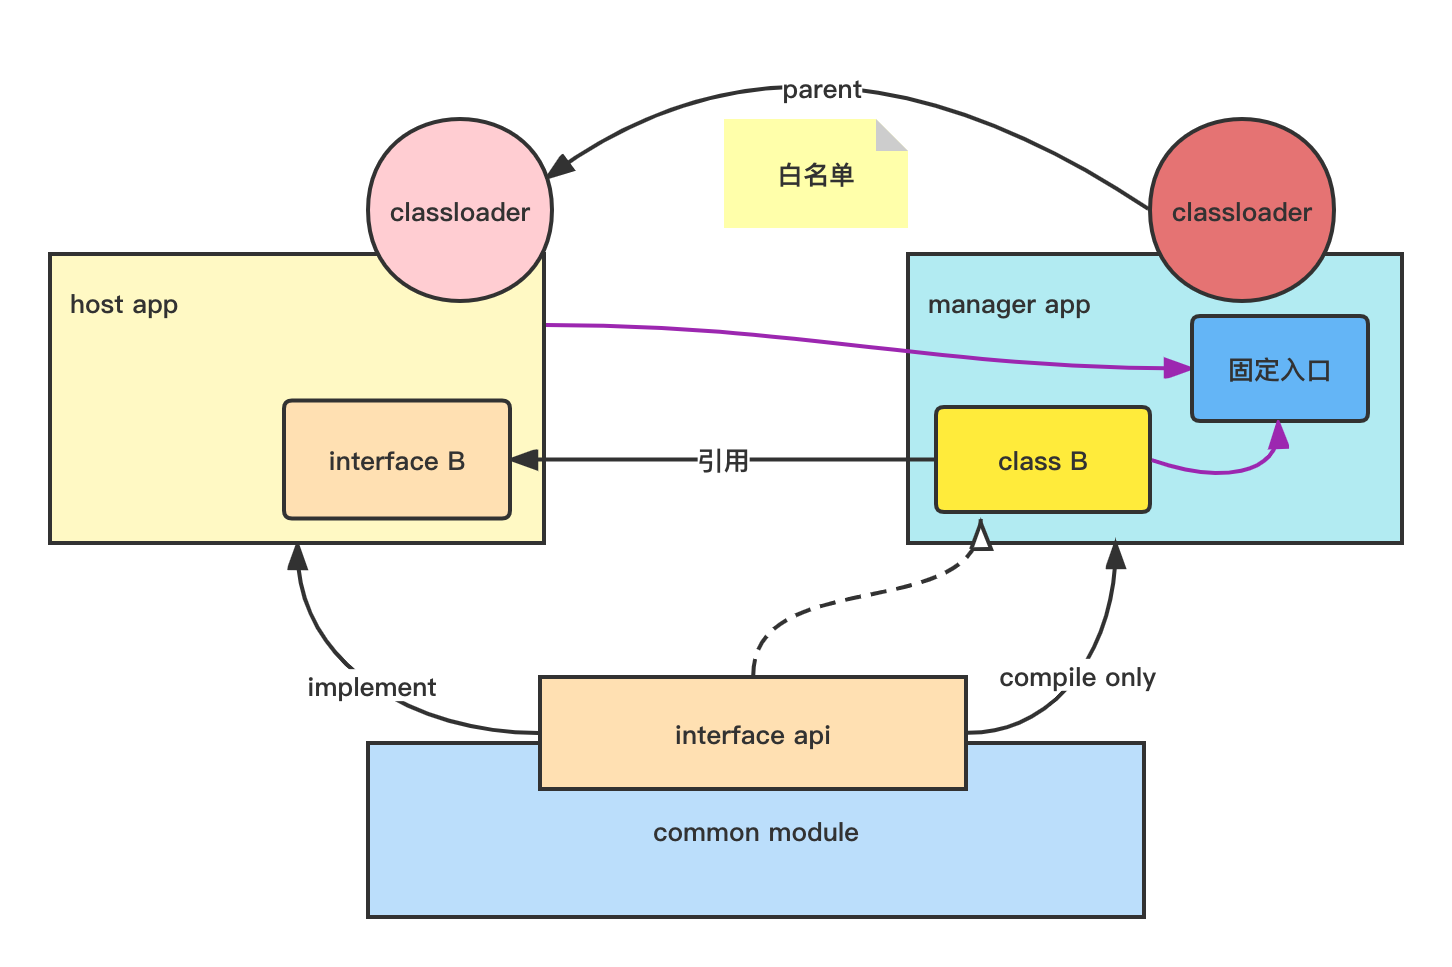 parent
白名单
classloader
classloader
host app
manager app
固定入口
interface B
引用
class B
implement
compile only
interface api
common module